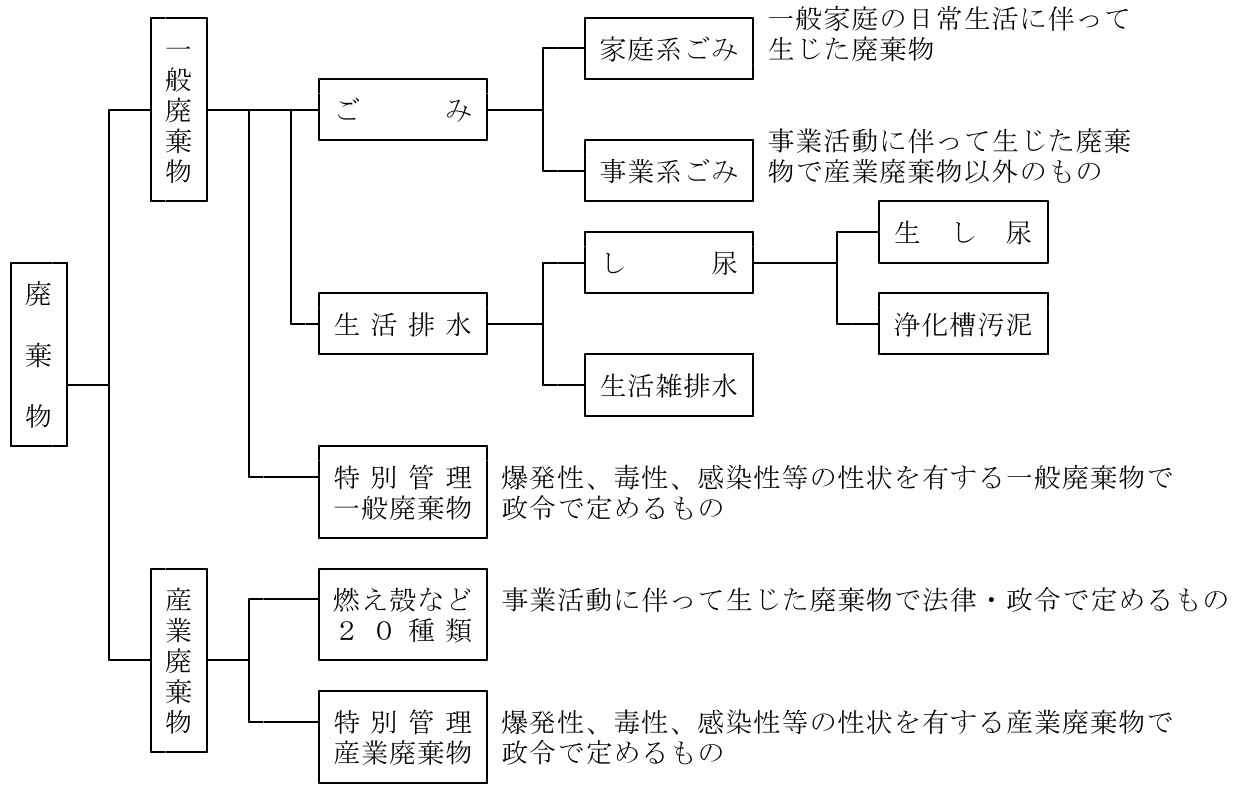 廃棄物
一般廃棄物
ごみ
家庭系ごみ
一般家庭の日常生活に伴って
生じた廃棄物
事業系ごみ
事業活動に伴って生じた廃棄
物で産業廃棄物以外のもの
生活排水
し尿
生し尿
浄化槽汚泥
生活雑排水
特別管理
一般廃棄物
爆発性、毒性、感染性等の性状を有する一般廃棄物で
政令で定めるもの
産業廃棄物
燃え殻など
２０種類
事業活動に伴って生じた廃棄物で法律・政令で定めるもの
特別管理
産業廃棄物
爆発性、毒性、感染性等の性状を有する産業廃棄物で
政令で定めるもの